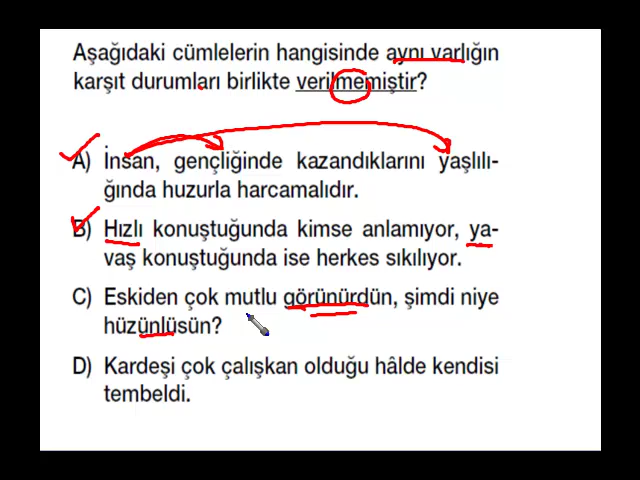 Aşağıdaki cümlelerin hangisinde aynı varlığın
karşıt durumları birlikte verilmemiştir?
A) İnsan, gençliğinde kazandıklarını yaşlılı-
ğında huzurla harcamalıdır.
B) Hızlı konuştuğunda kimse anlamıyor, ya-
vaş konuştuğunda ise herkes sıkılıyor.
C) Eskiden çok mutlu görünürdün, şimdi niye
hüzünlüsün?
D) Kardeşi çok çalışkan olduğu hâlde kendisi
tembeldi.